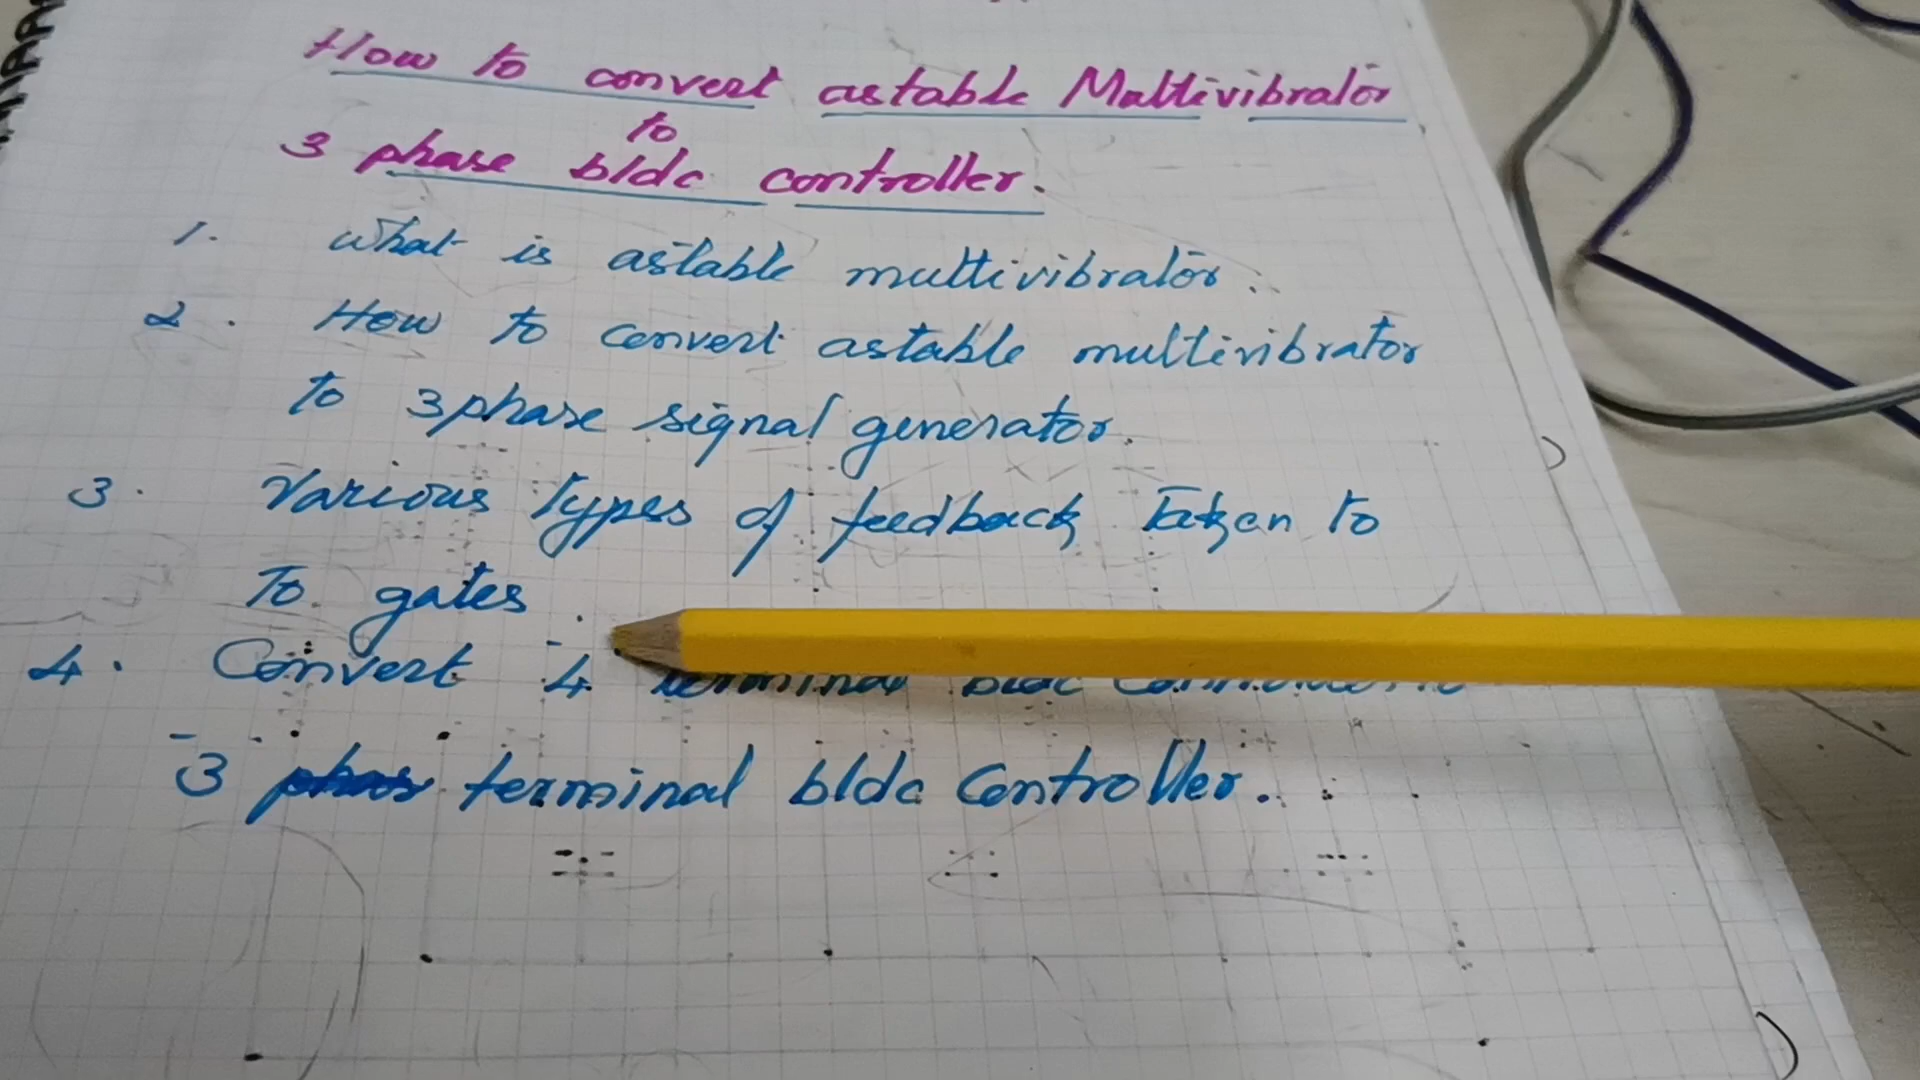 How to convert astable Multivibrator
to
3 phase bldc controller.
1. What is astable multivibrator.
2. How to convert astable multivibrator
to 3phase signal generator.
3. Various types of feedback Taken to
To gates.
4. Convert 4 terminal bldc
3 terminal bldc Controller.